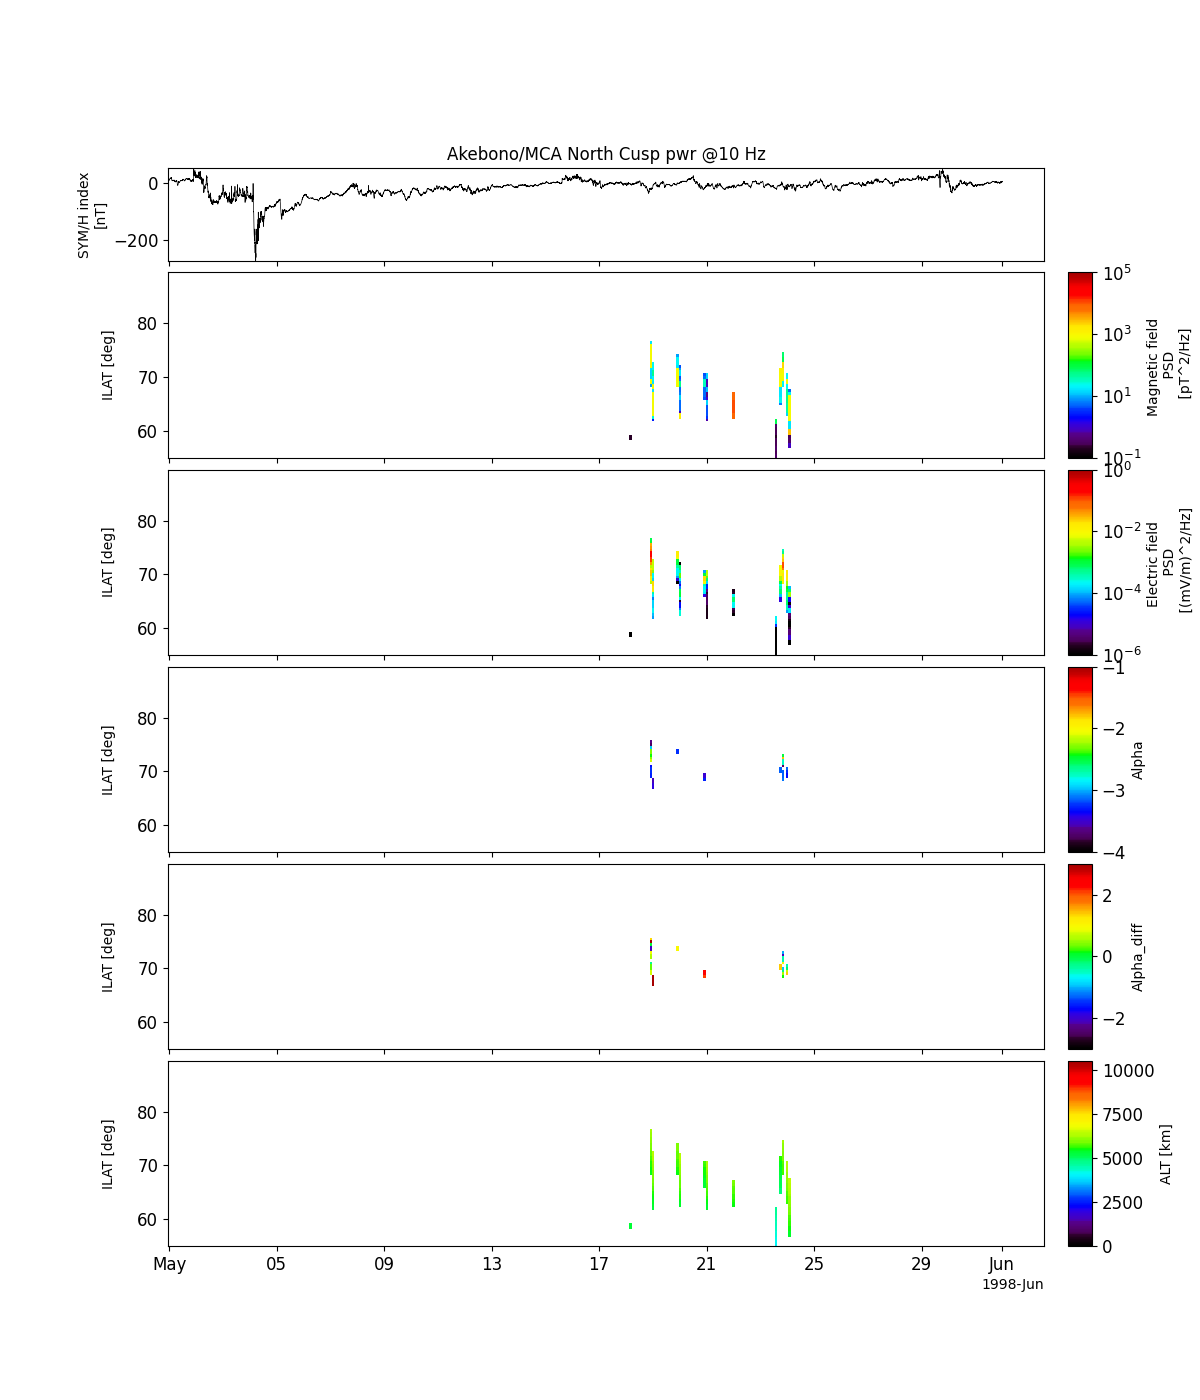 Akebono/MCA North Cusp pwr @10 Hz
SYM/H index
[nT]
0
−200
ILAT [deg]
80
70
60
10^5
10^3
10^1
10^-1
Magnetic field
PSD
[pT^2/Hz]
ILAT [deg]
80
70
60
10^0
10^-2
10^-4
10^-6
Electric field
PSD
[(mV/m)^2/Hz]
ILAT [deg]
80
70
60
−1
−2
−3
−4
Alpha
ILAT [deg]
80
70
60
2
0
−2
Alpha_diff
ILAT [deg]
80
70
60
10000
7500
5000
2500
0
ALT [km]
May 05 09 13 17 21 25 29 Jun
1998-Jun